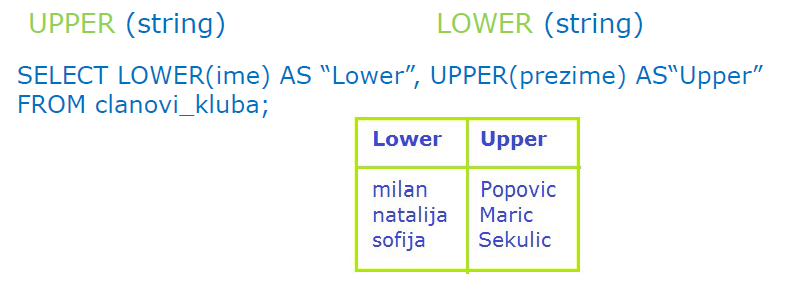 UPPER (string) LOWER (string)
SELECT LOWER(ime) AS “Lower”, UPPER(prezime) AS“Upper”
FROM clanovi_kluba;
Lower Upper
milan Popovic
natalija Maric
sofija Sekulic